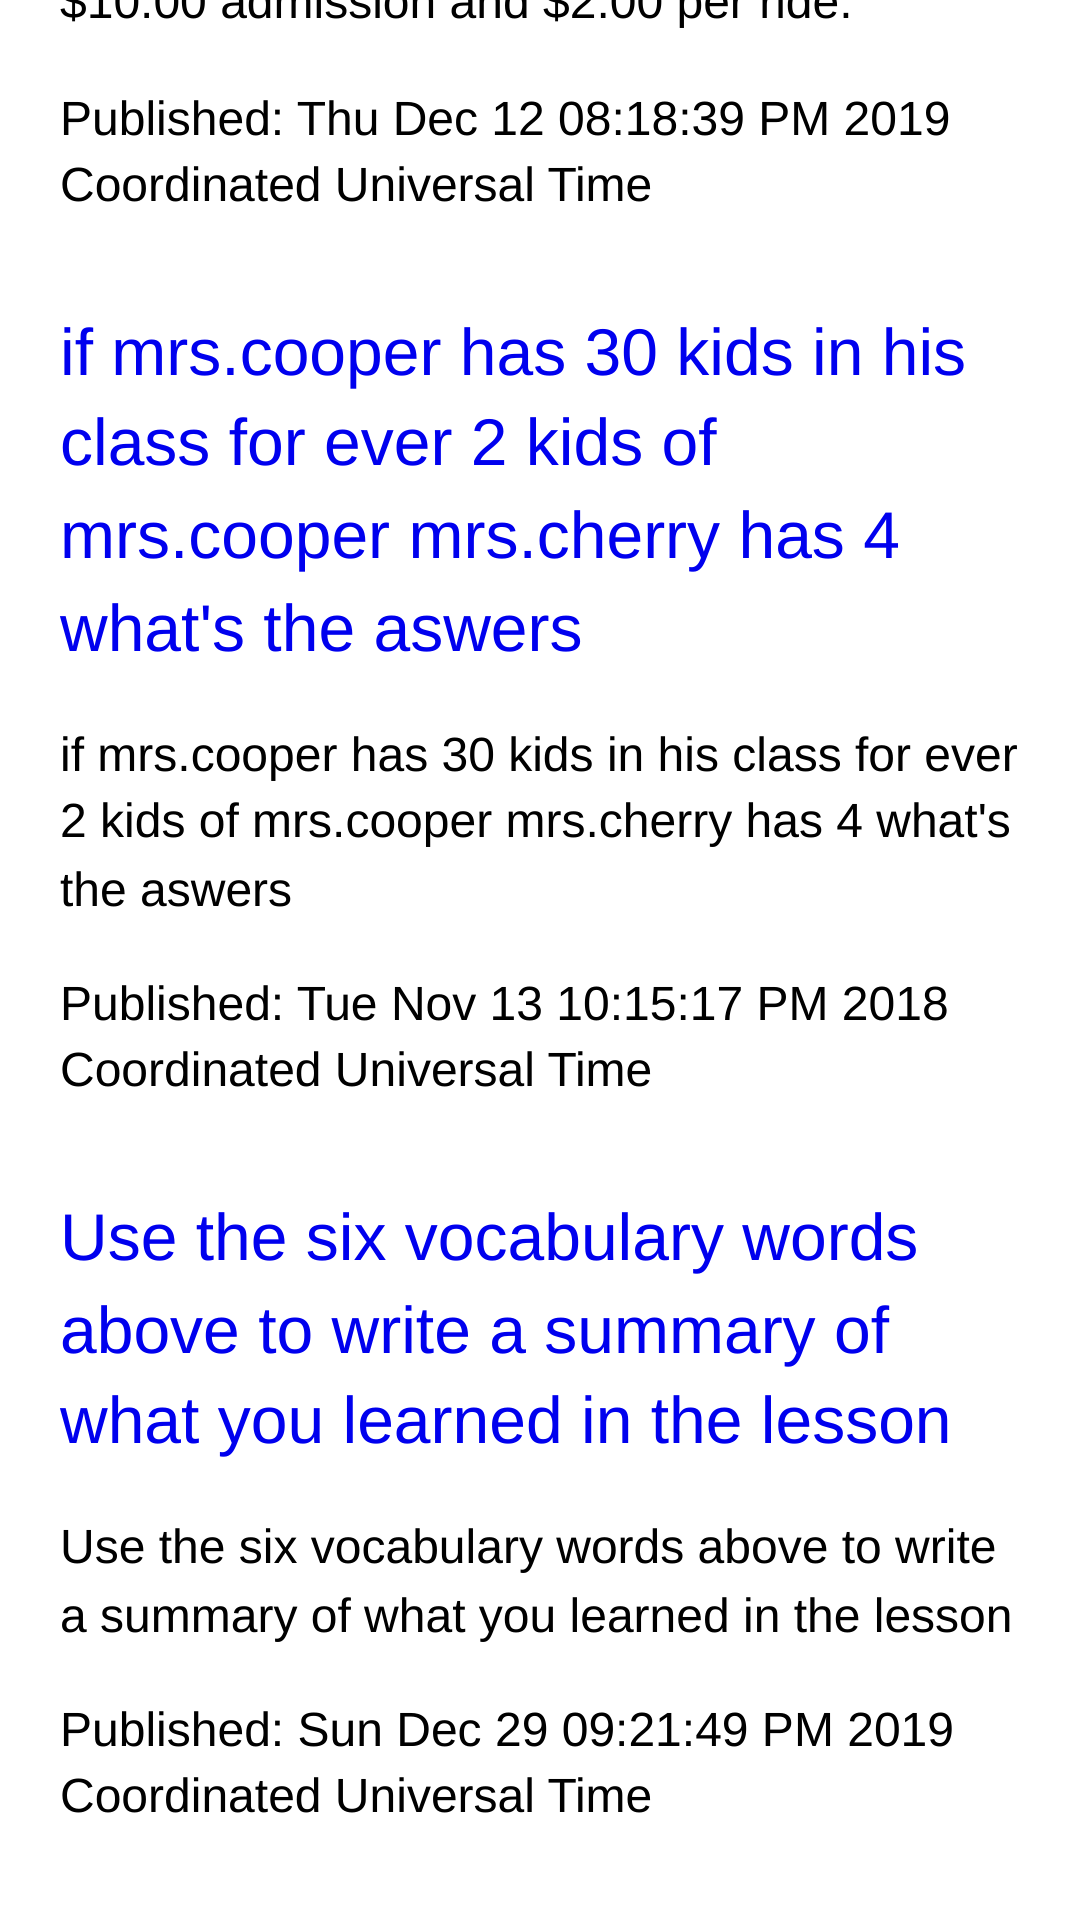 $10.00 admission and $2.00 per ride.
Published: Thu Dec 12 08:18:39 PM 2019
Coordinated Universal Time
if mrs.cooper has 30 kids in his
class for ever 2 kids of
mrs.cooper mrs.cherry has 4
what's the aswers
if mrs.cooper has 30 kids in his class for ever
2 kids of mrs.cooper mrs.cherry has 4 what's
the aswers
Published: Tue Nov 13 10:15:17 PM 2018
Coordinated Universal Time
Use the six vocabulary words
above to write a summary of
what you learned in the lesson
Use the six vocabulary words above to write
a summary of what you learned in the lesson
Published: Sun Dec 29 09:21:49 PM 2019
Coordinated Universal Time